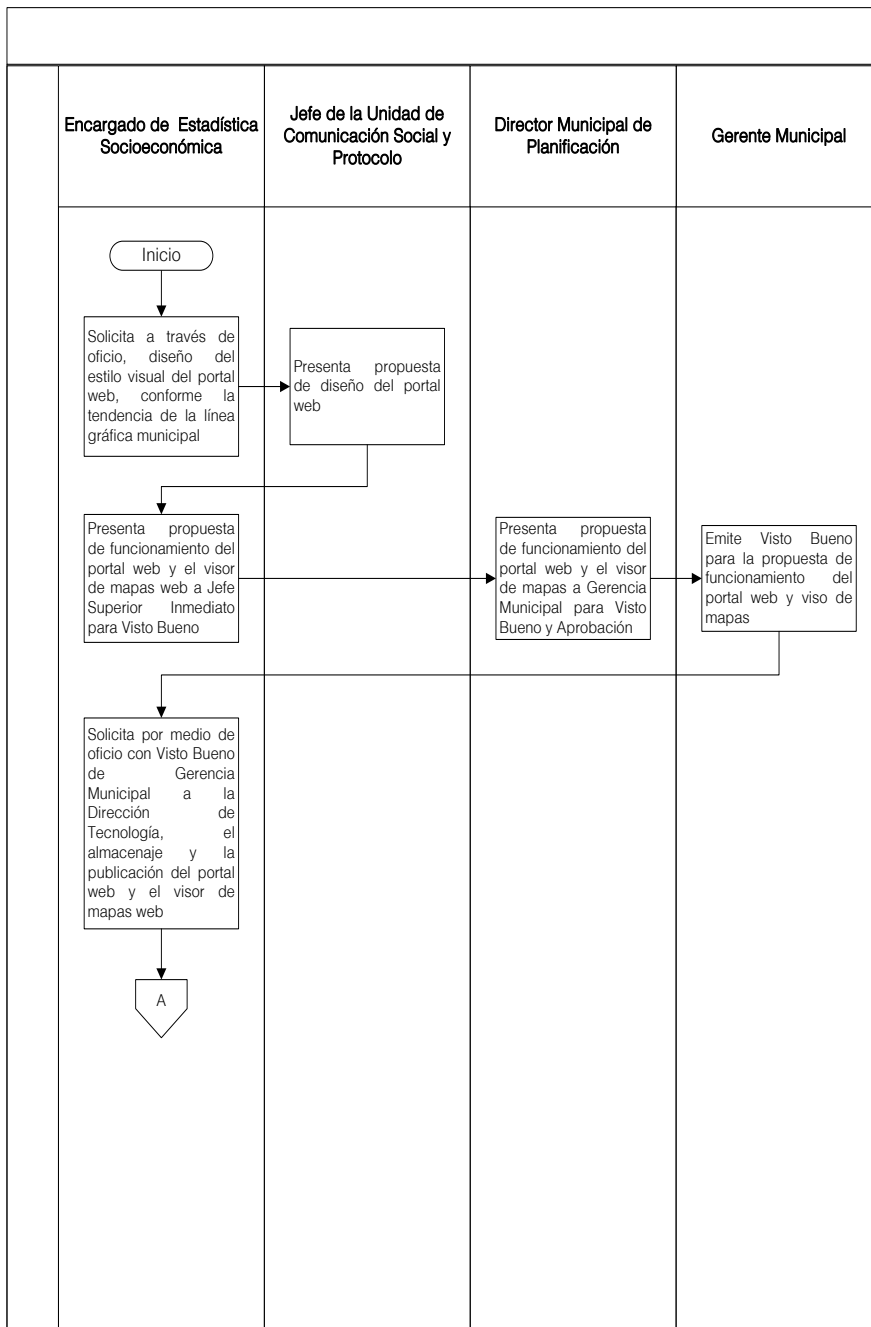 Encargado de Estadística
Socioeconómica
Jefe de la Unidad de
Comunicación Social y
Protocolo
Director Municipal de
Planificación
Gerente Municipal
Inicio
Solicita a través de
oficio, diseño del
estilo visual del portal
web, conforme la
tendencia de la línea
gráfica municipal
Presenta propuesta
de diseño del portal
web
Presenta propuesta
de funcionamiento del
portal web y el visor
de mapas web a Jefe
Superior Inmediato
para Visto Bueno
Presenta propuesta
de funcionamiento del
portal web y el visor
de mapas a Gerencia
Municipal para Visto
Bueno y Aprobación
Emite Visto Bueno
para la propuesta de
funcionamiento del
portal web y viso de
mapas
Solicita por medio de
oficio con Visto Bueno
de Gerencia
Municipal a la
Dirección de
Tecnología, el
almacenaje y la
publicación del portal
web y el visor de
mapas web
A